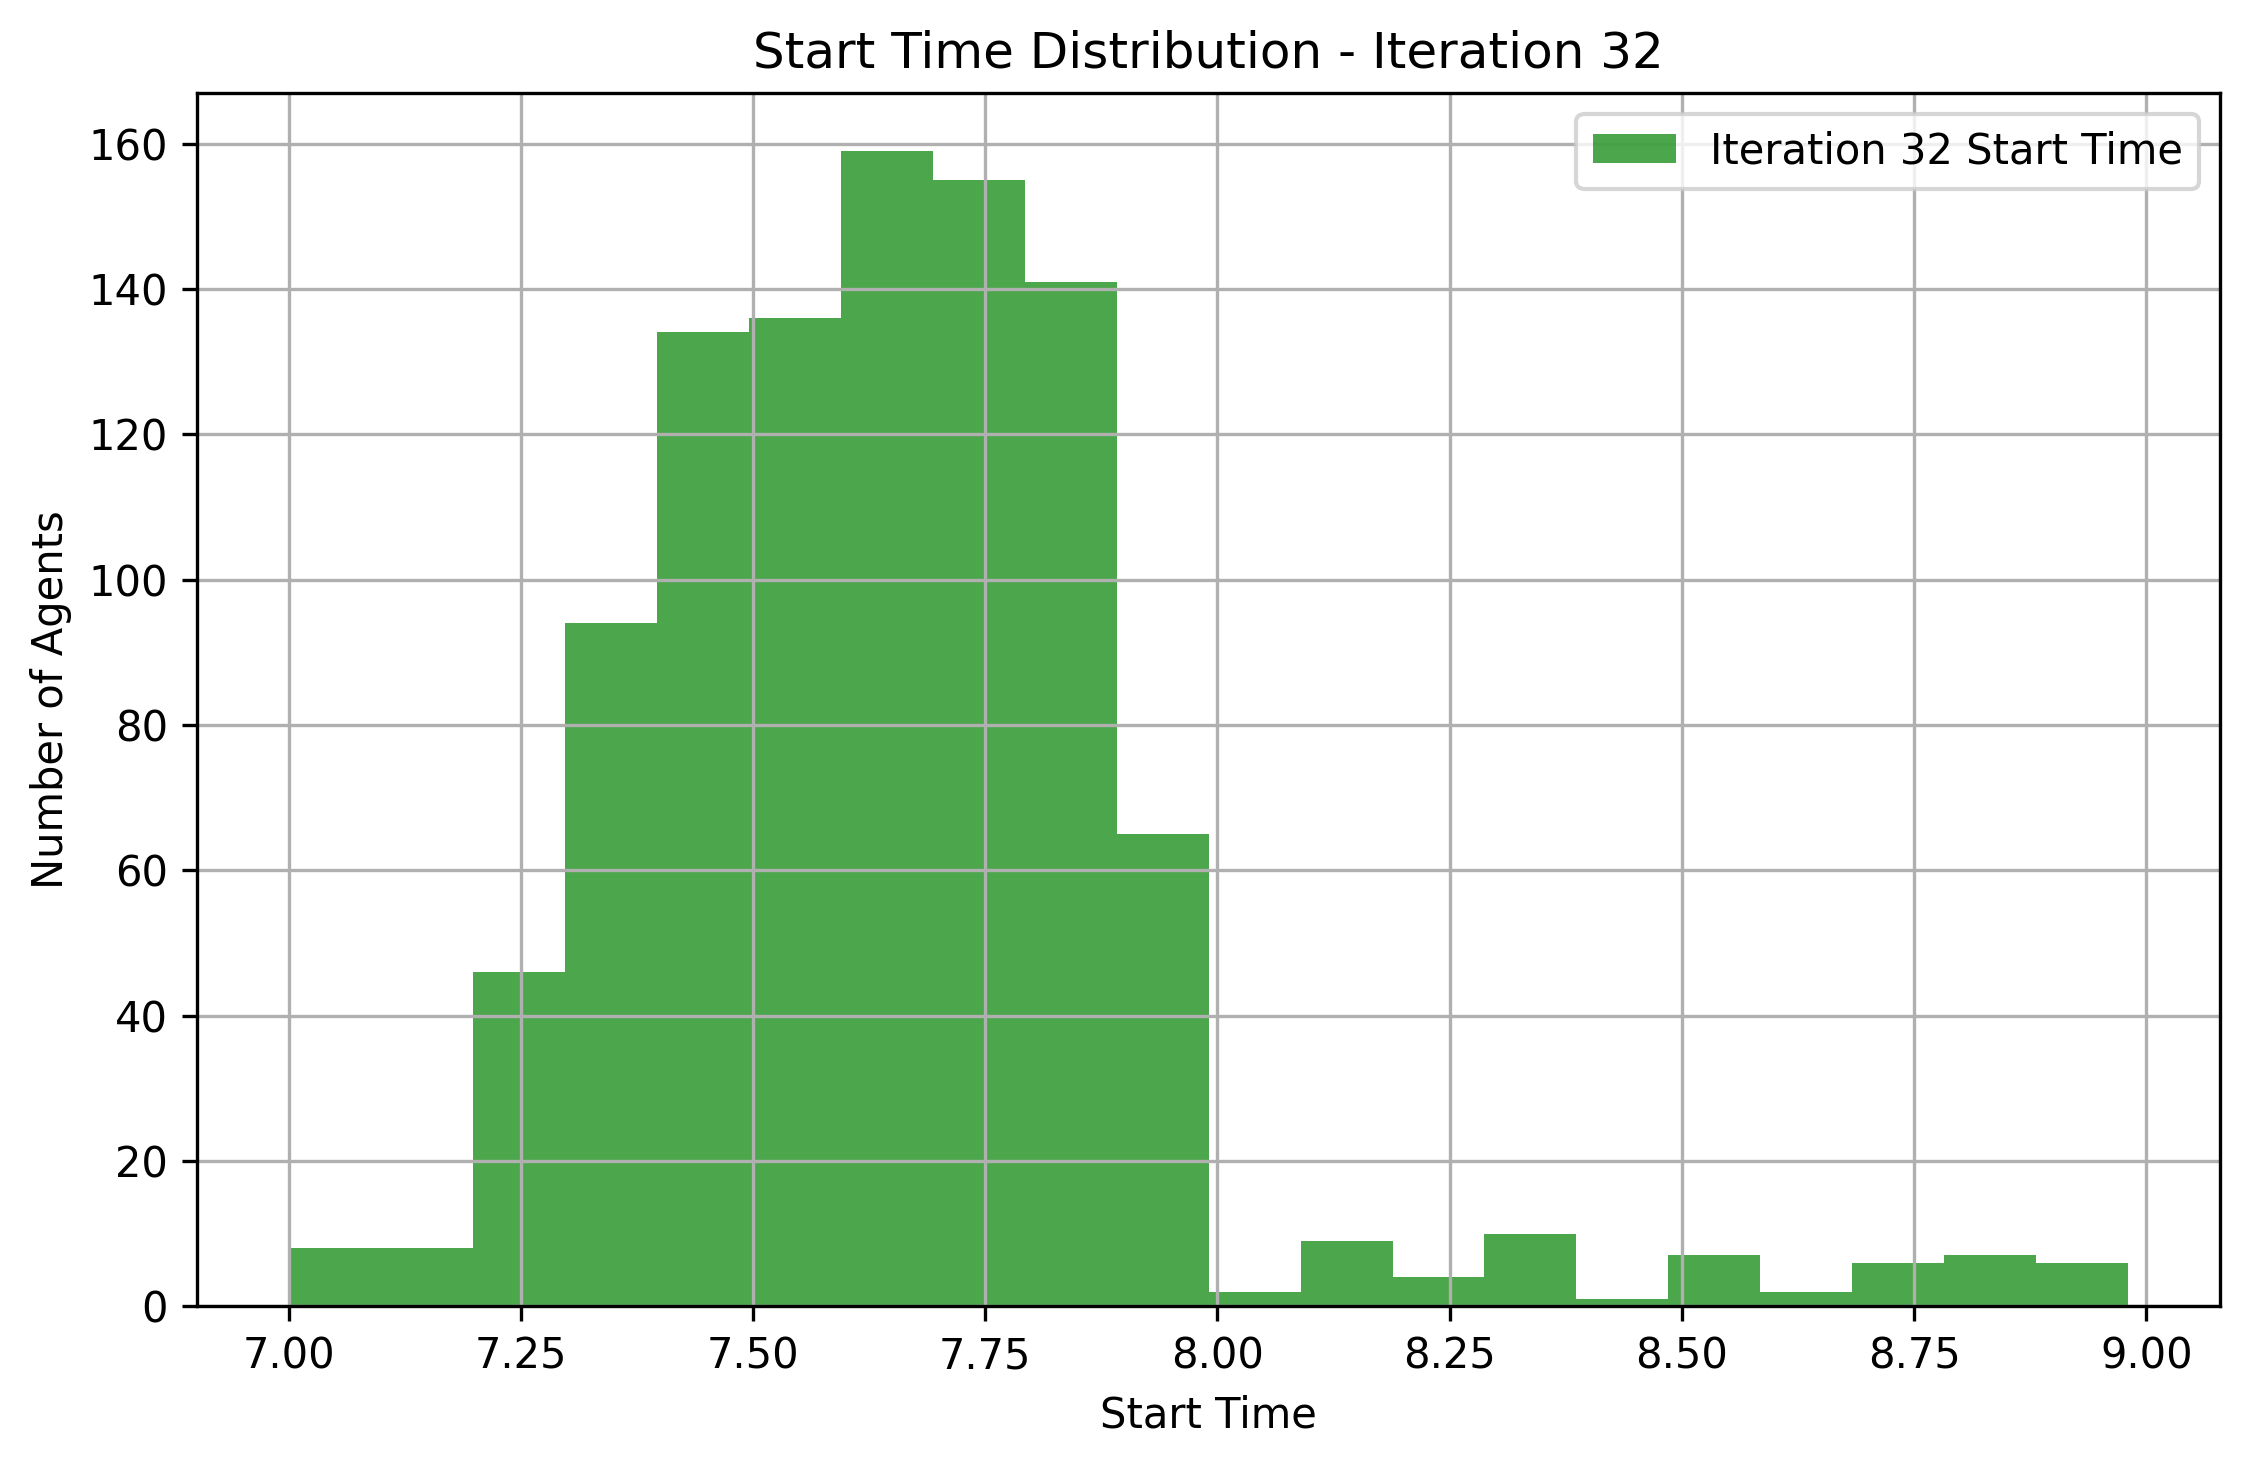 Start Time Distribution - Iteration 32
Iteration 32 Start Time
Number of Agents
160
140
120
100
80
60
40
20
0
7.00 7.25 7.50 7.75 8.00 8.25 8.50 8.75 9.00
Start Time